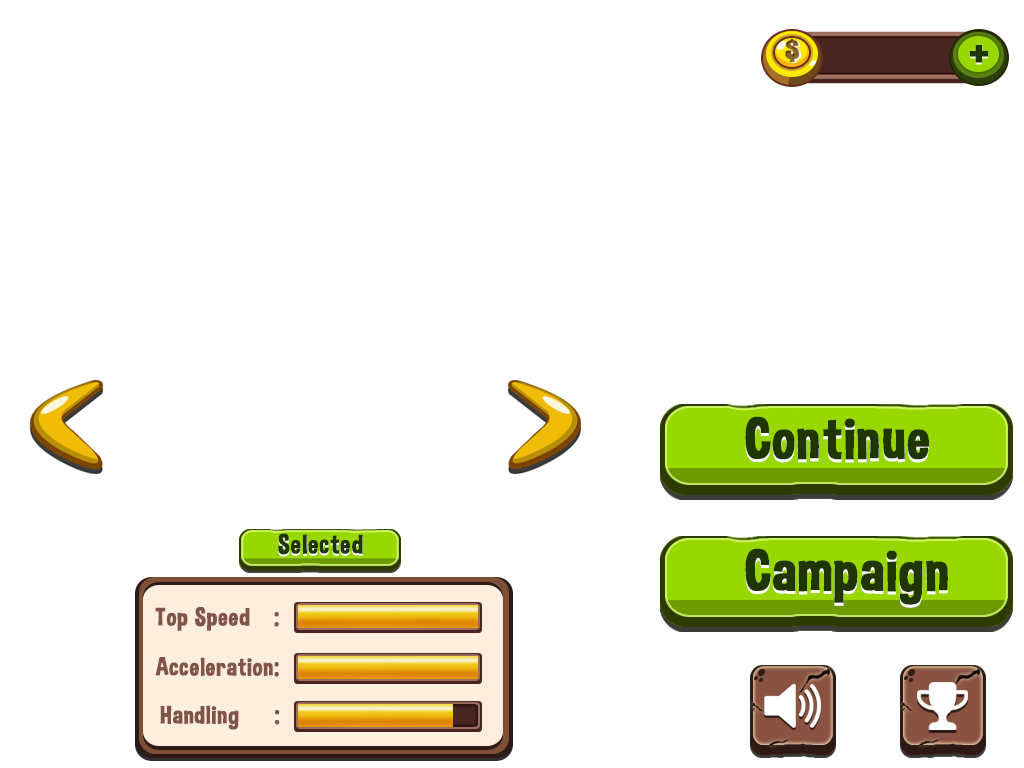 $
+
Continue
Selected
Campaign
Top Speed :
Acceleration:
Handling :